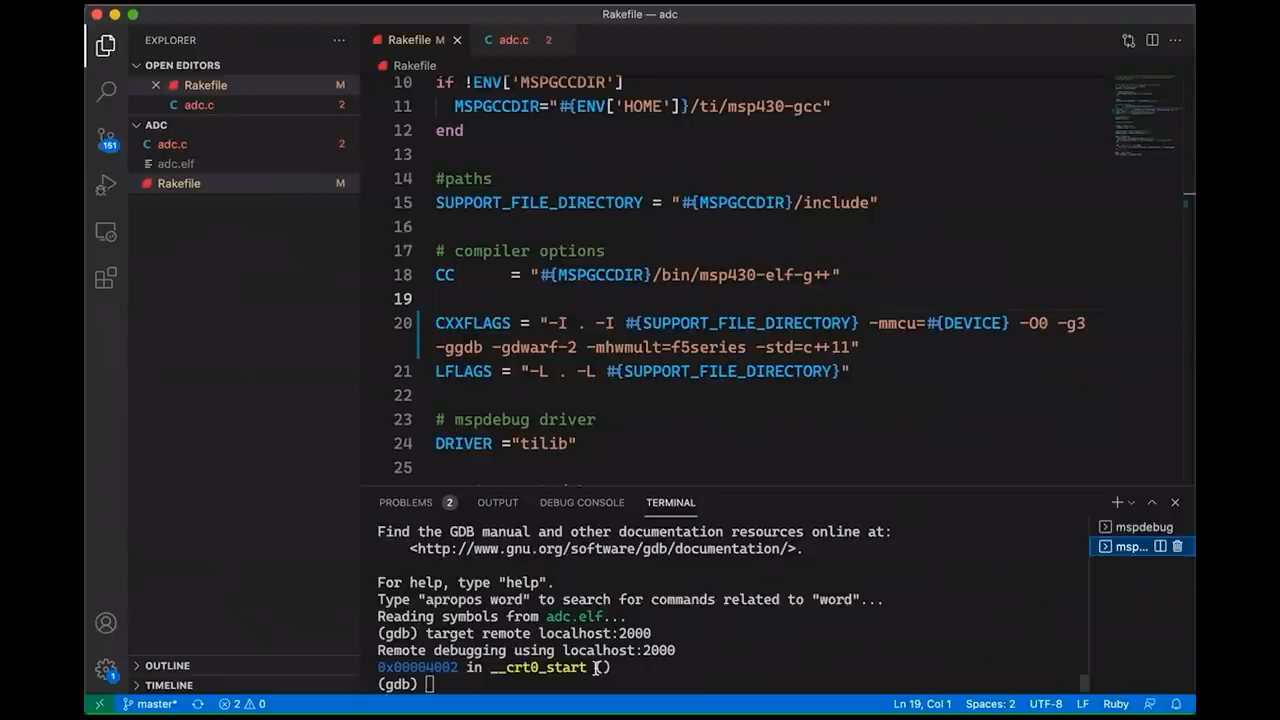 Rakefile — adc
EXPLORER
OPEN EDITORS
Rakefile M
adc.c 2
ADC
adc.c 2
adc.elf
Rakefile M
OUTLINE
TIMELINE
151
1
Rakefile M
adc.c 2
Rakefile
10 if !ENV['MSPGCCDIR']
11 MSPGCCDIR="#{ENV['HOME']}/ti/msp430-gcc"
12 end
13
14 #paths
15 SUPPORT_FILE_DIRECTORY = "#{MSPGCCDIR}/include"
16
17 # compiler options
18 CC = "#{MSPGCCDIR}/bin/msp430-elf-g++"
19
20 CXXFLAGS = "-I . -I #{SUPPORT_FILE_DIRECTORY} -mmcu=#{DEVICE} -O0 -g3
-ggdb -gdwarf-2 -mhwmult=f5series -std=c++11"
21 LFLAGS = "-L . -L #{SUPPORT_FILE_DIRECTORY}"
22
23 # mspdebug driver
24 DRIVER ="tilib"
25
PROBLEMS 2 OUTPUT DEBUG CONSOLE TERMINAL
Find the GDB manual and other documentation resources online at:
<http://www.gnu.org/software/gdb/documentation/>.
For help, type "help".
Type "apropos word" to search for commands related to "word"...
Reading symbols from adc.elf...
(gdb) target remote localhost:2000
Remote debugging using localhost:2000
0x00004002 in __crt0_start ()
(gdb)
mspdebug
msp...
master* 2 0 Ln 19, Col 1 Spaces: 2 UTF-8 LF Ruby